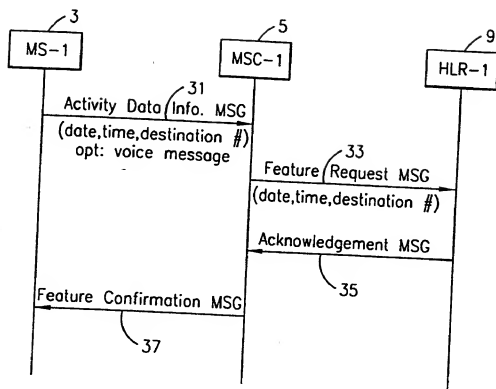 3
5
9
MS-1
MSC-1
HLR-1
31
Activity Data Info. MSG
(date,time,destination #)
opt: voice message
33
Feature Request MSG
(date,time,destination #)
Acknowledgement MSG
35
Feature Confirmation MSG
37